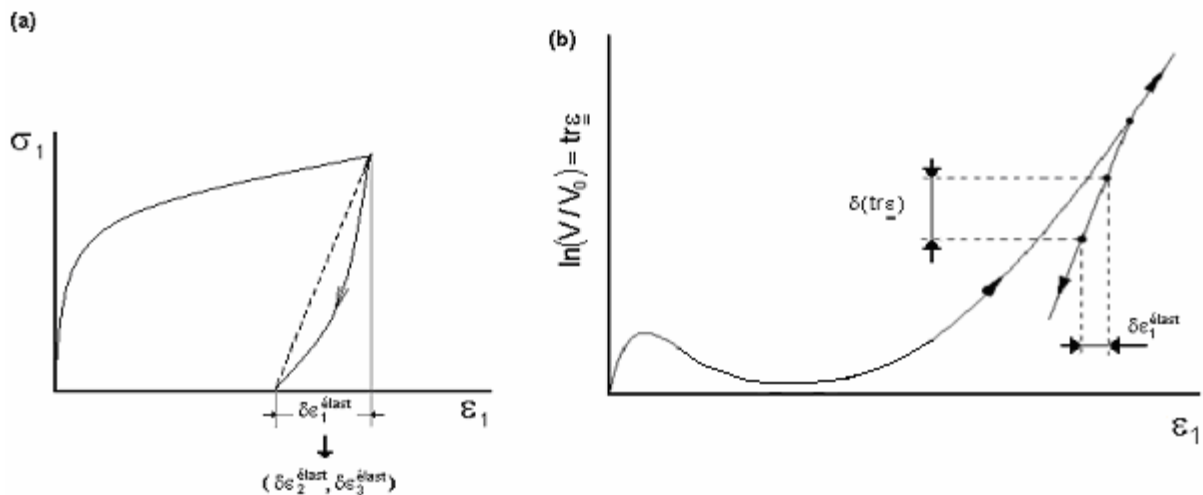 (a)
σ₁
ε₁
δε₁ᵉ́ˡᵃˢᵗ
(δε₂ᵉ́ˡᵃˢᵗ, δε₃ᵉ́ˡᵃˢᵗ)
(b)
ln(V/V₀) = trε
δ(trε)
δε₁ᵉ́ˡᵃˢᵗ
ε₁